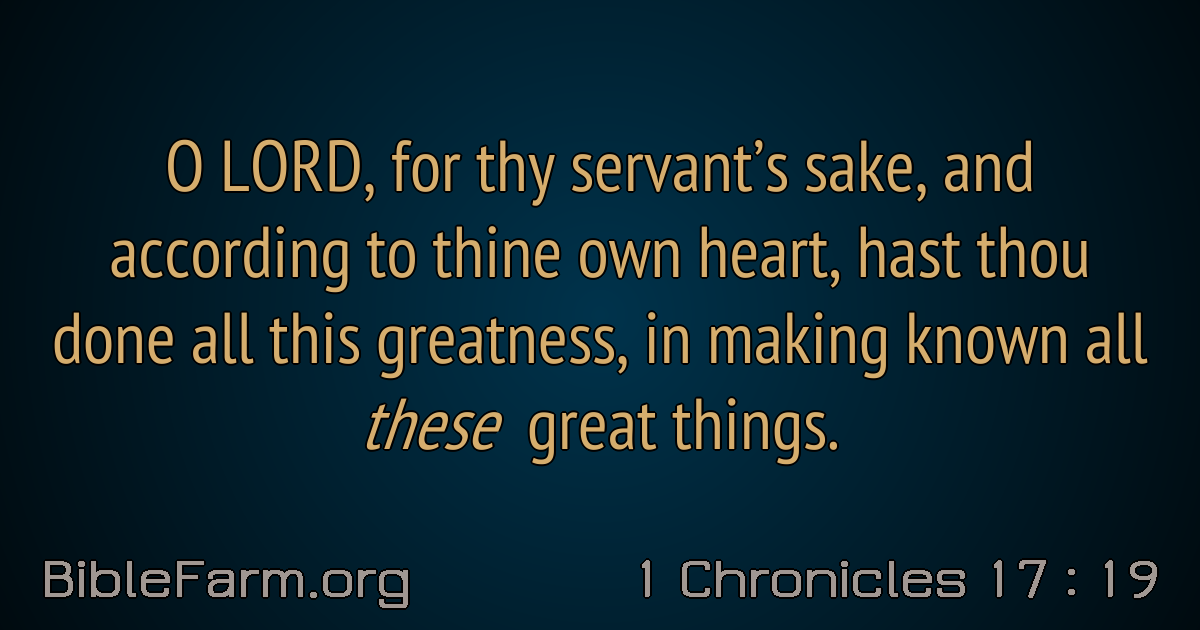 O LORD, for thy servant’s sake, and
according to thine own heart, hast thou
done all this greatness, in making known all
these great things.
BibleFarm.org
1 Chronicles 17 : 19